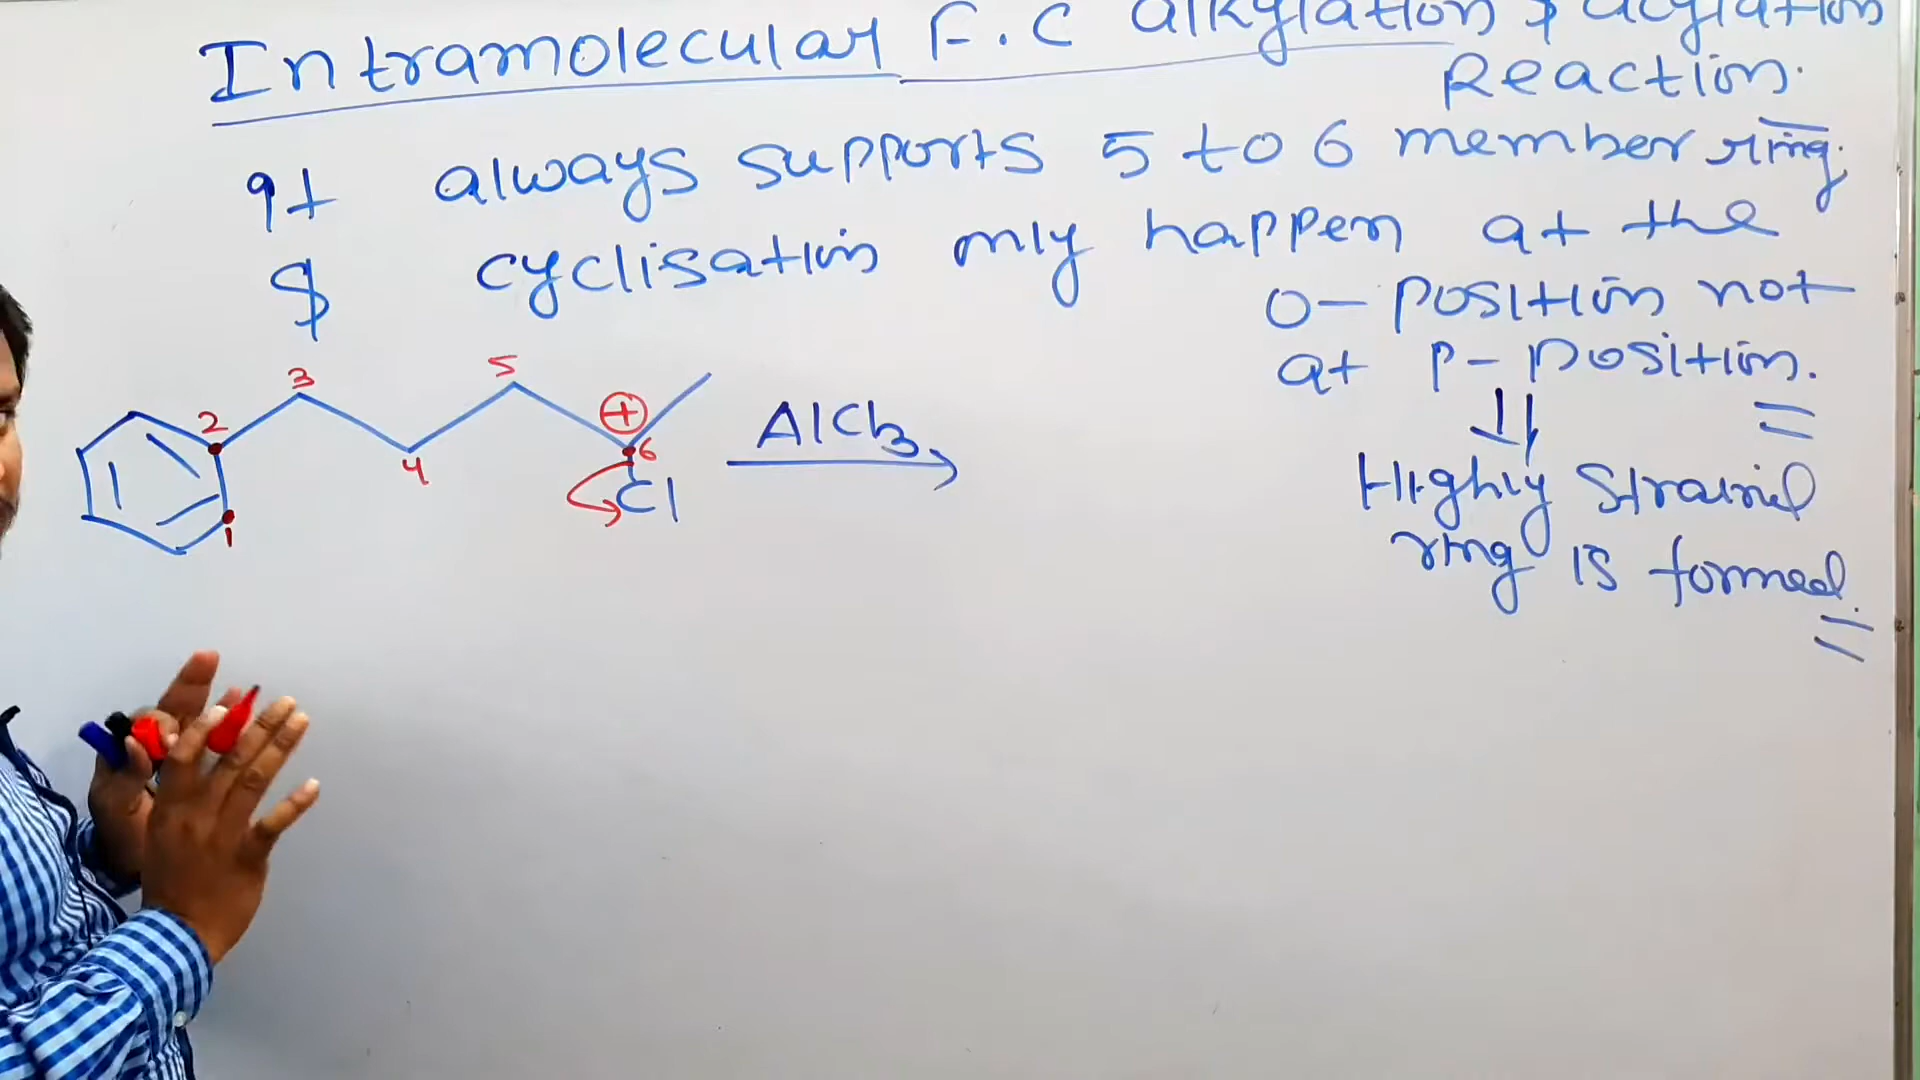 Intramolecular F.C alkylation & acylation
Reaction.
9t always supports 5 to 6 member ring.
$ cyclisation only happen at the
O- position not
at P- position.
Highly strained
ring is formed.
3
5
2
+
6
4
Cl
1
AlCl3